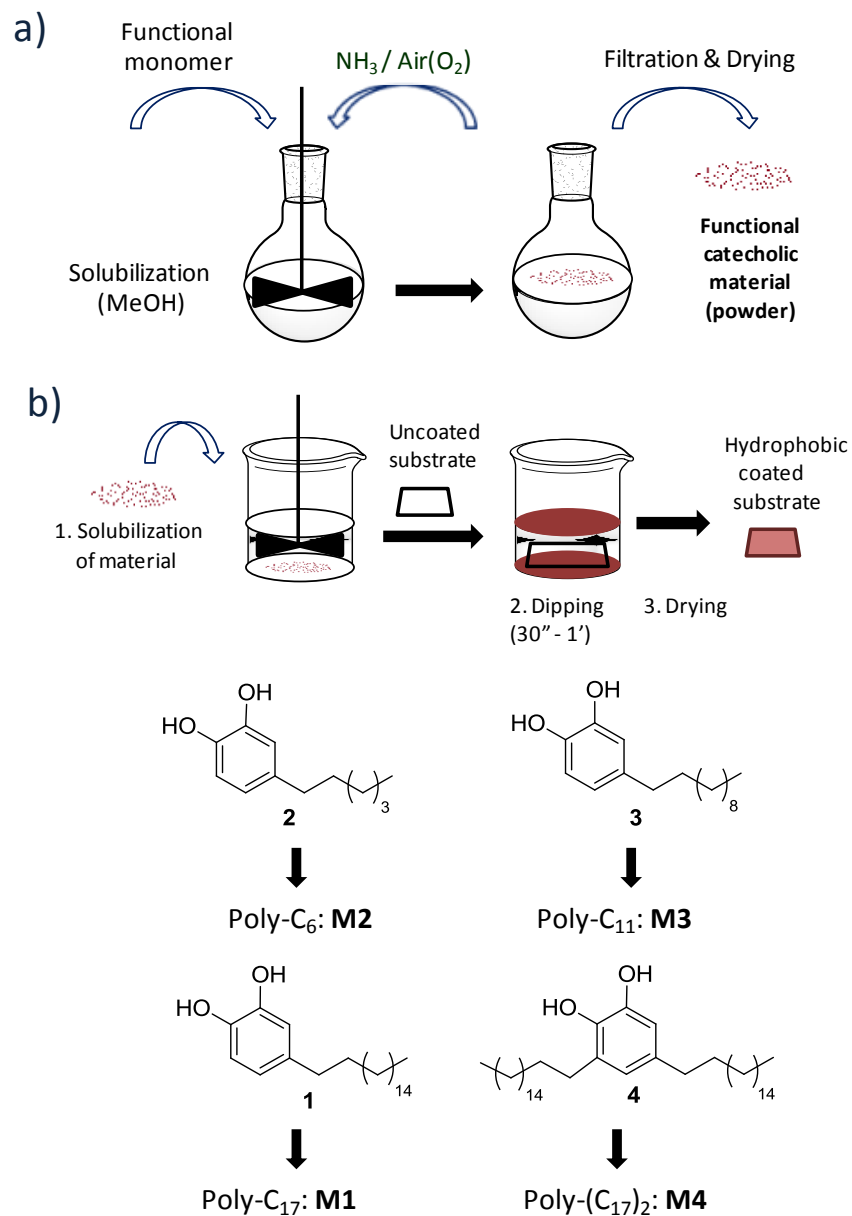 a)
Functional
monomer
NH3 / Air(O2)
Filtration & Drying
Solubilization
(MeOH)
Functional
catecholic
material
(powder)
b)
1. Solubilization
of material
Uncoated
substrate
Hydrophobic
coated
substrate
2. Dipping
(30” - 1’)
3. Drying
OH
HO
3
2
Poly-C6: M2
OH
HO
8
3
Poly-C11: M3
OH
HO
14
1
Poly-C17: M1
OH
HO
14
14
4
Poly-(C17)2: M4